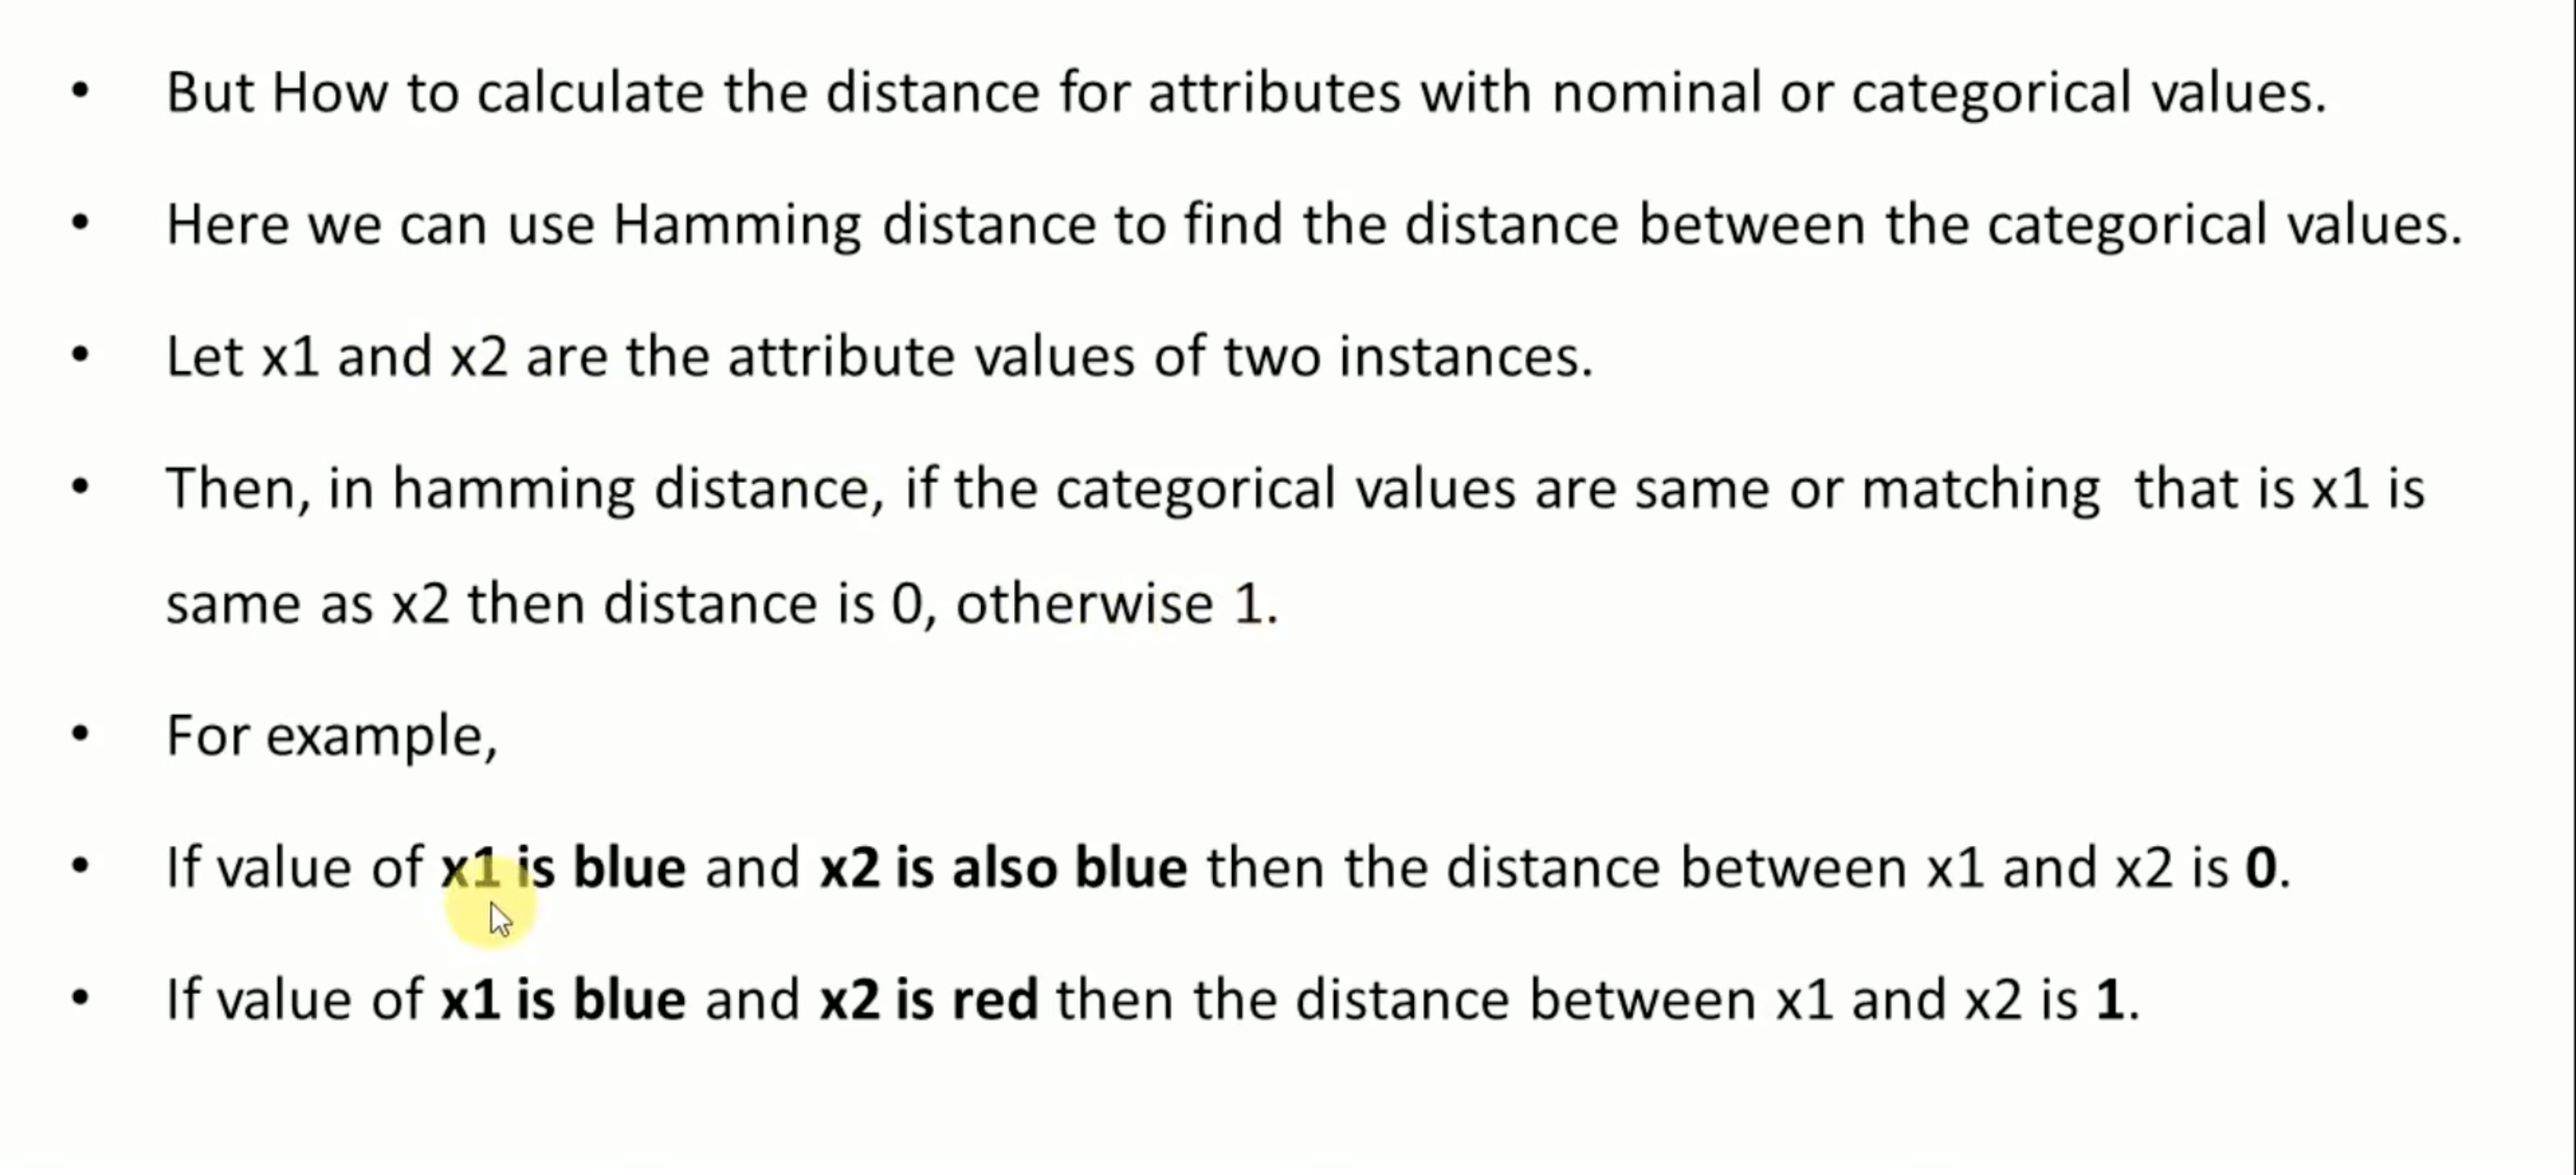 • But How to calculate the distance for attributes with nominal or categorical values.
• Here we can use Hamming distance to find the distance between the categorical values.
• Let x1 and x2 are the attribute values of two instances.
• Then, in hamming distance, if the categorical values are same or matching  that is x1 is
same as x2 then distance is 0, otherwise 1.
• For example,
• If value of x1 is blue and x2 is also blue then the distance between x1 and x2 is 0.
• If value of x1 is blue and x2 is red then the distance between x1 and x2 is 1.